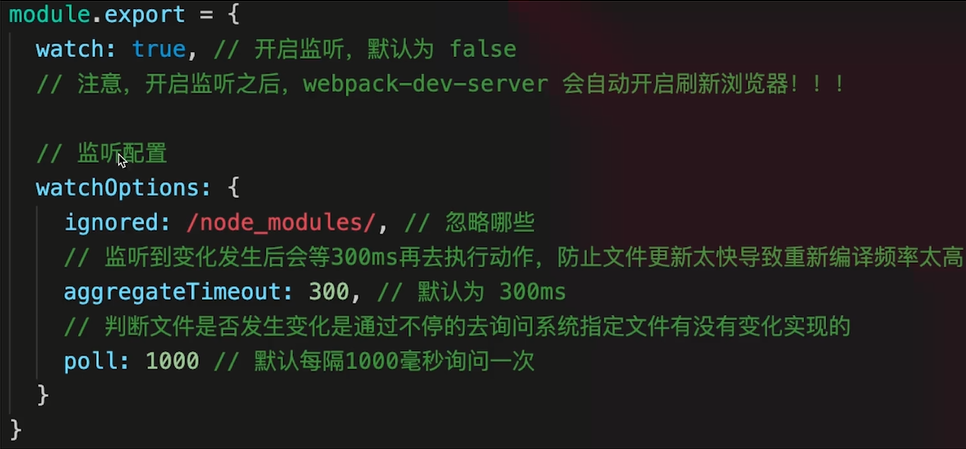 module.export = {
watch: true, // 开启监听，默认为 false
// 注意，开启监听之后，webpack-dev-server 会自动开启刷新浏览器！！！
// 监听配置
watchOptions: {
ignored: /node_modules/, // 忽略哪些
// 监听到变化发生后会等300ms再去执行动作，防止文件更新太快导致重新编译频率太高
aggregateTimeout: 300, // 默认为 300ms
// 判断文件是否发生变化是通过不停的去询问系统指定文件有没有变化实现的
poll: 1000 // 默认每隔1000毫秒询问一次
}
}